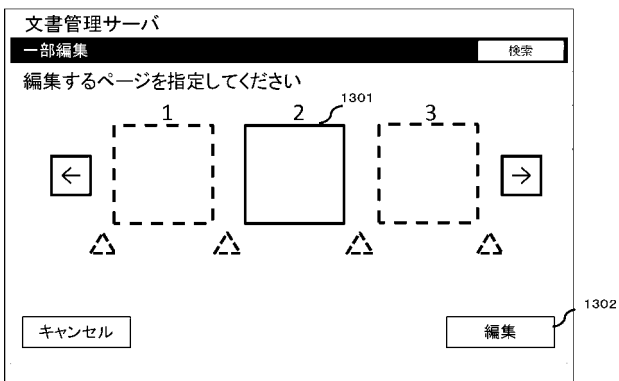 文書管理サーバ
一部編集 検索
編集するページを指定してください
1301
1 2 3
← →
1302
キャンセル 編集